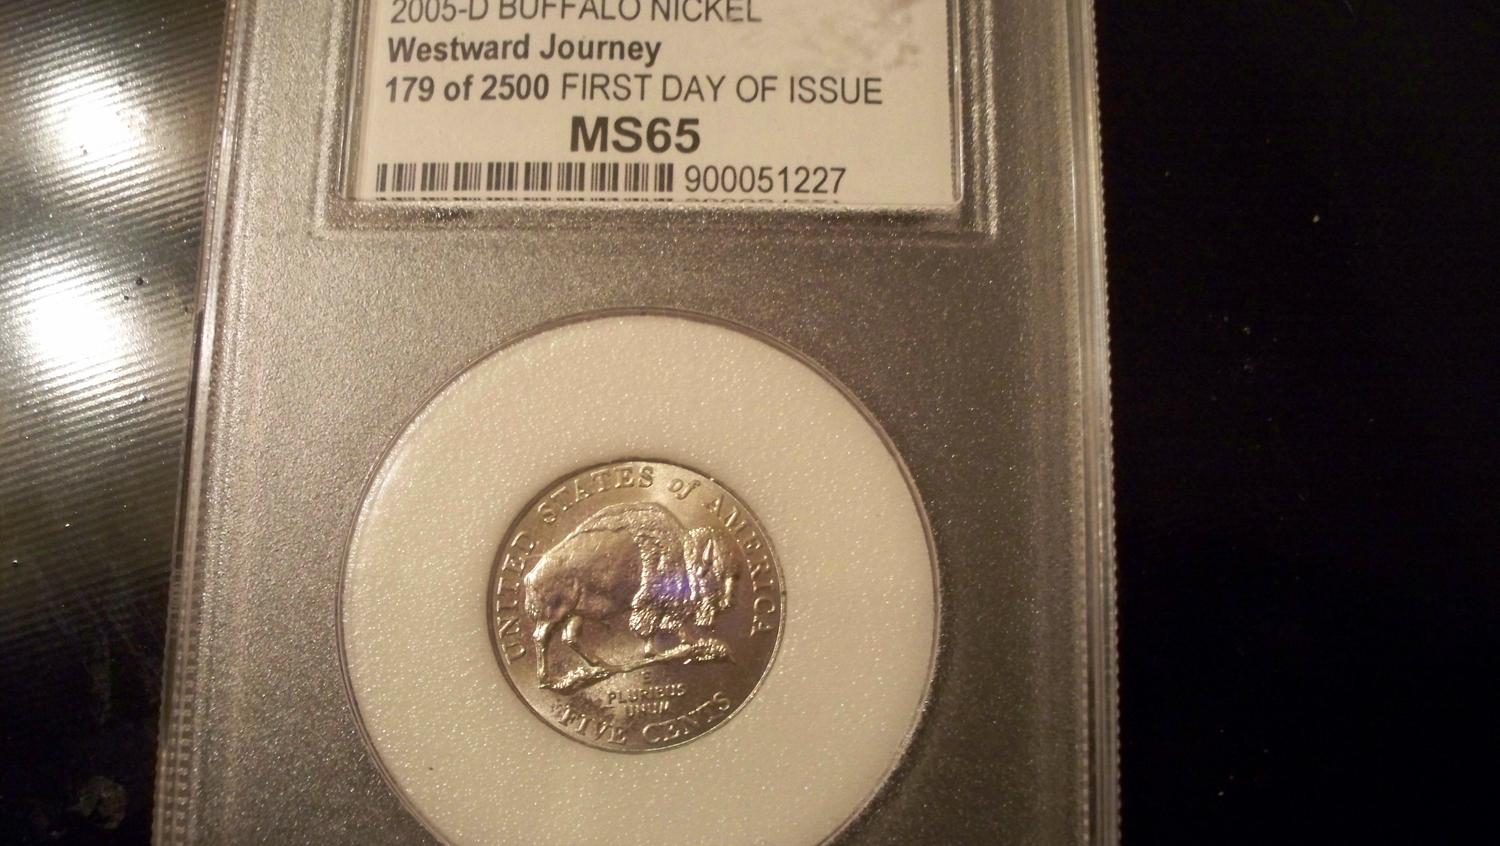 2005-D BUFFALO NICKEL
Westward Journey
179 of 2500 FIRST DAY OF ISSUE
MS65
900051227
UNITED STATES of AMERICA
E
PLURIBUS
UNUM
FIVE CENTS